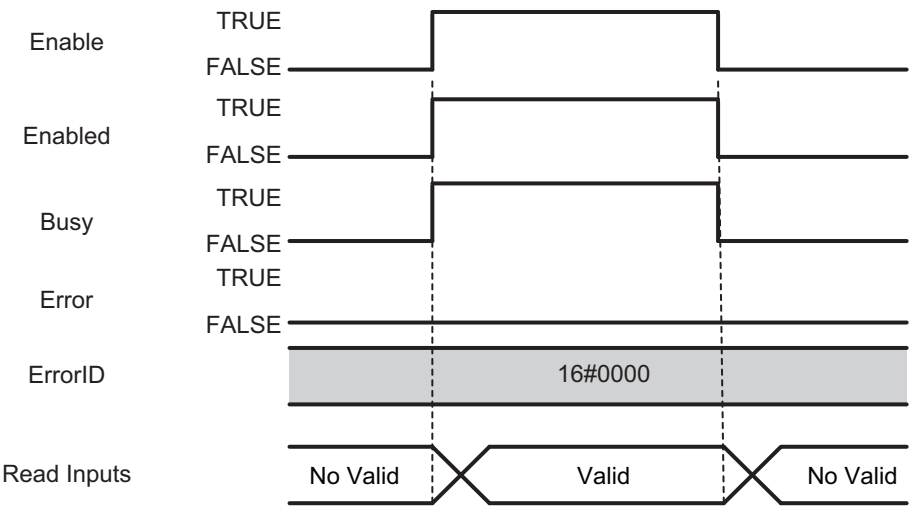 Enable TRUE
FALSE
Enabled TRUE
FALSE
Busy TRUE
FALSE
Error TRUE
FALSE
ErrorID 16#0000
Read Inputs No Valid Valid No Valid